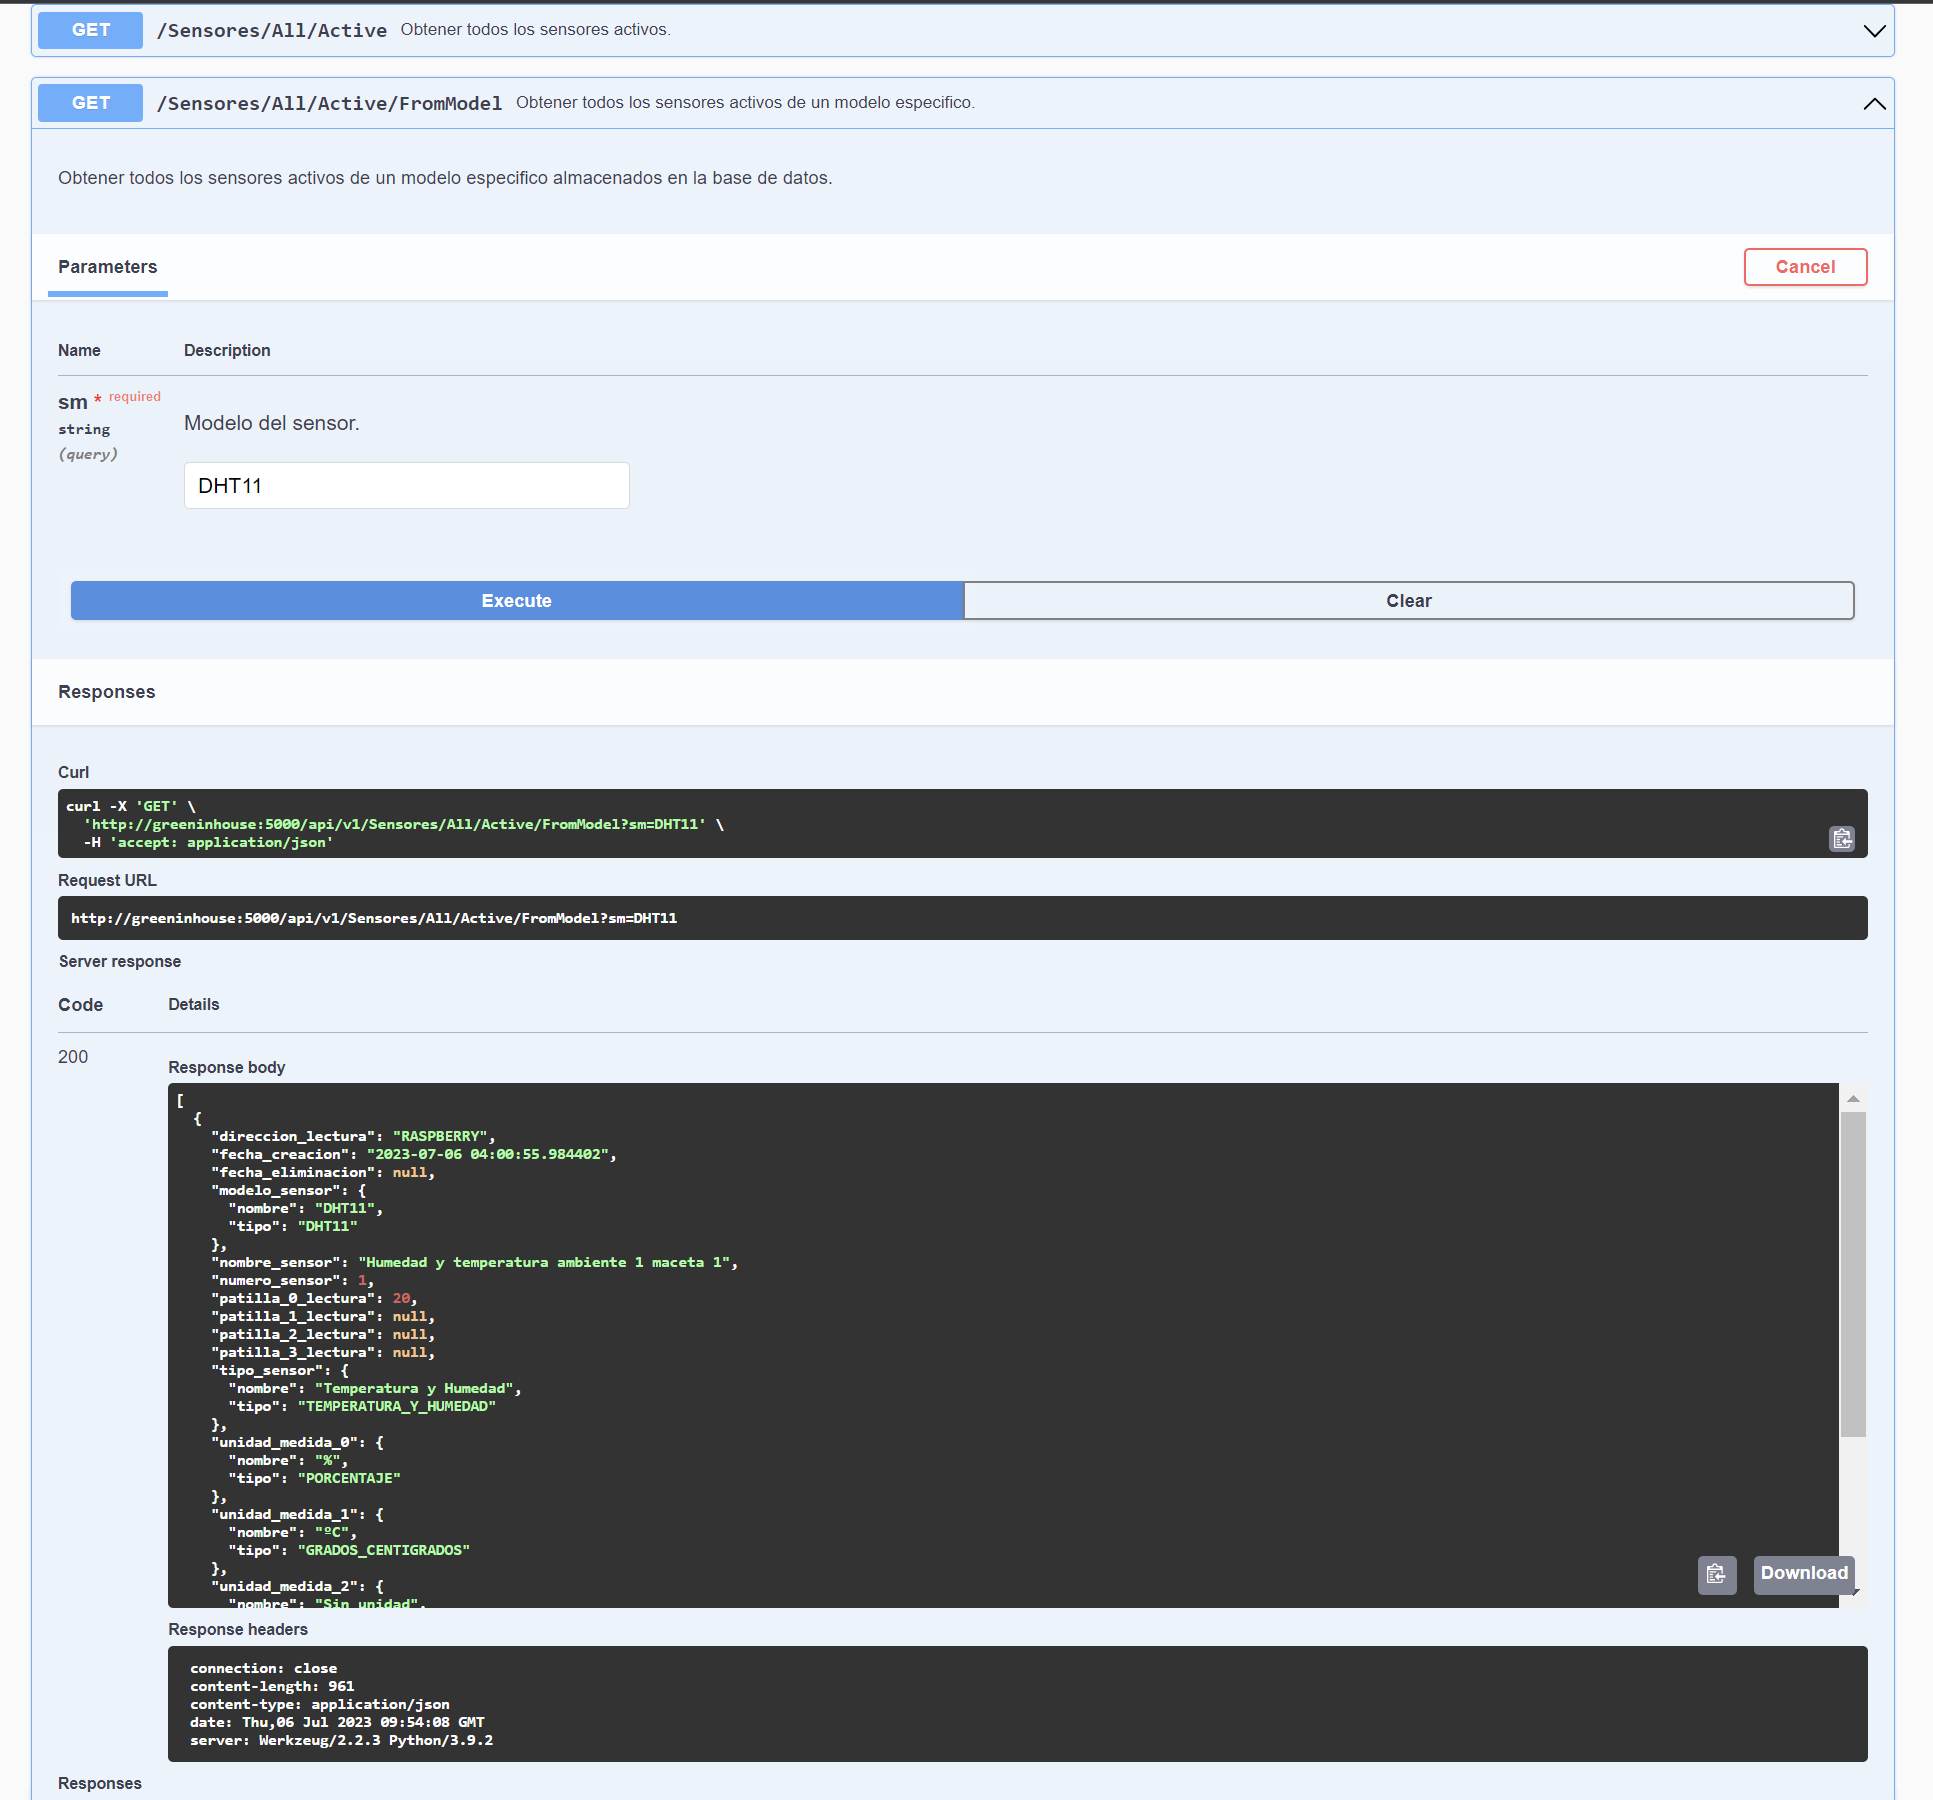 GET /Sensores/All/Active Obtener todos los sensores activos.
GET /Sensores/All/Active/FromModel Obtener todos los sensores activos de un modelo especifico.
Obtener todos los sensores activos de un modelo especifico almacenados en la base de datos.
Parameters
Cancel
Name Description
sm * required
string
(query)
Modelo del sensor.
DHT11
Execute Clear
Responses
Curl
curl -X 'GET' \
  'http://greeninhouse:5000/api/v1/Sensores/All/Active/FromModel?sm=DHT11' \
  -H 'accept: application/json'
Request URL
http://greeninhouse:5000/api/v1/Sensores/All/Active/FromModel?sm=DHT11
Server response
Code Details
200
Response body
[
  {
    "direccion_lectura": "RASPBERRY",
    "fecha_creacion": "2023-07-06 04:00:55.984402",
    "fecha_eliminacion": null,
    "modelo_sensor": {
      "nombre": "DHT11",
      "tipo": "DHT11"
    },
    "nombre_sensor": "Humedad y temperatura ambiente 1 maceta 1",
    "numero_sensor": 1,
    "patilla_0_lectura": 20,
    "patilla_1_lectura": null,
    "patilla_2_lectura": null,
    "patilla_3_lectura": null,
    "tipo_sensor": {
      "nombre": "Temperatura y Humedad",
      "tipo": "TEMPERATURA_Y_HUMEDAD"
    },
    "unidad_medida_0": {
      "nombre": "%",
      "tipo": "PORCENTAJE"
    },
    "unidad_medida_1": {
      "nombre": "ºC",
      "tipo": "GRADOS_CENTIGRADOS"
    },
    "unidad_medida_2": {
      "nombre": "Sin unidad",
Download
Response headers
connection: close
content-length: 961
content-type: application/json
date: Thu,06 Jul 2023 09:54:08 GMT
server: Werkzeug/2.2.3 Python/3.9.2
Responses